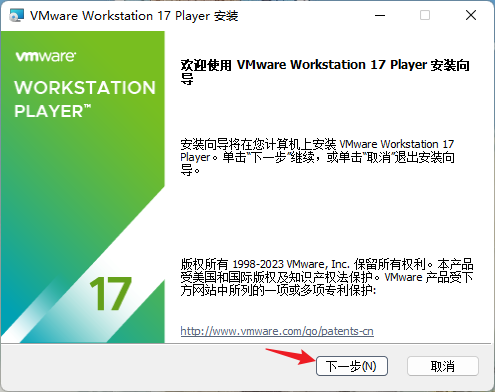 VMware Workstation 17 Player 安装
vmware®
WORKSTATION
PLAYER™
17
欢迎使用 VMware Workstation 17 Player 安装向
导
安装向导将在您计算机上安装 VMware Workstation 17
Player。单击“下一步”继续，或单击“取消”退出安装向
导。
版权所有 1998-2023 VMware, Inc. 保留所有权利。本产品
受美国和国际版权及知识产权法保护。VMware 产品受下
方网站中所列的一项或多项专利保护:
http://www.vmware.com/go/patents-cn
下一步(N)
取消